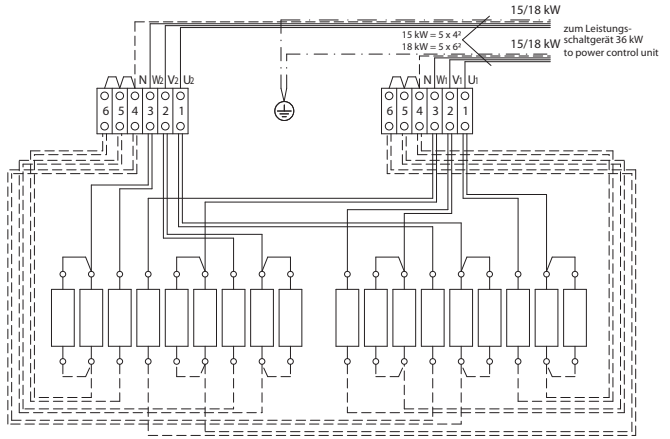 15/18 kW
15 kW = 5 x 4²
18 kW = 5 x 6²
15/18 kW
zum Leistungs-
schaltgerät 36 kW
to power control unit
N W2 V2 U2
6 5 4 3 2 1
N W1 V1 U1
6 5 4 3 2 1